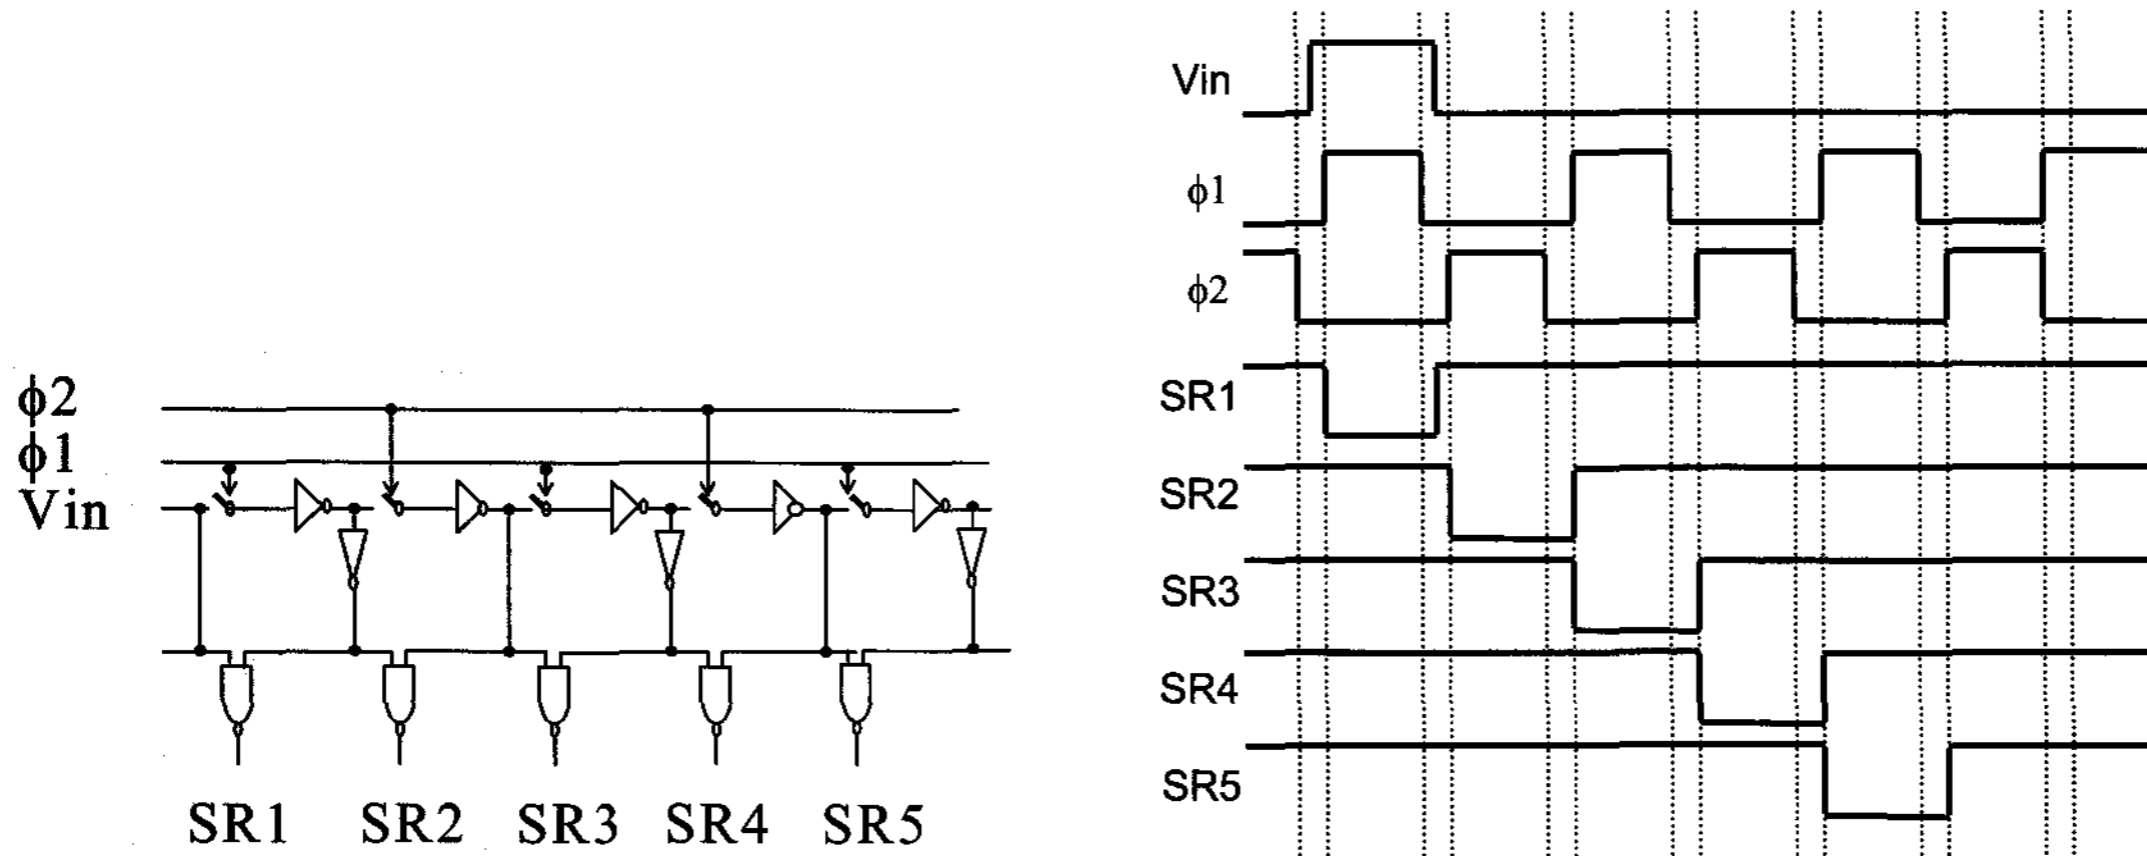 ϕ2
ϕ1
Vin
SR1 SR2 SR3 SR4 SR5
Vin
ϕ1
ϕ2
SR1
SR2
SR3
SR4
SR5